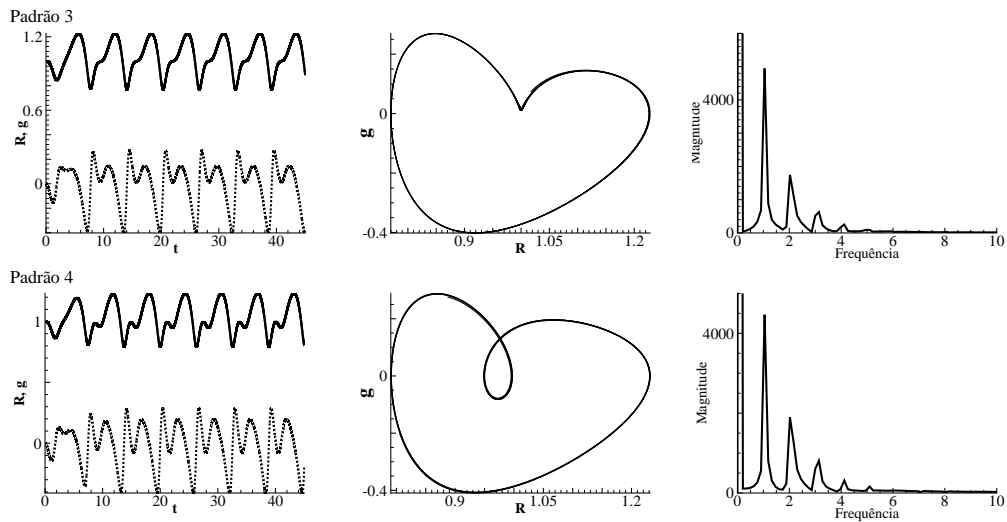 Padrão 3
1.2
0.6
0
R, g
0 10 20 30 40
t
0
-0.4
g
0.9 1.05 1.2
R
4000
0
Magnitude
0 2 4 6 8 10
Frequência
Padrão 4
1
0
R, g
0 10 20 30 40
t
0
-0.4
g
0.9 1.05 1.2
R
4000
0
Magnitude
0 2 4 6 8 10
Frequência